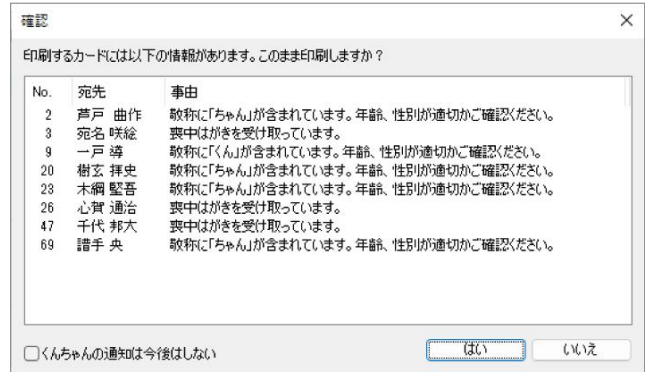 確認
印刷するカードには以下の情報があります。このまま印刷しますか？
No. 宛先 事由
2 芦戸 曲作 敬称に「ちゃん」が含まれています。年齢、性別が適切かご確認ください。
3 宛名 咲絵 喪中はがきを受け取っています。
9 一戸 導 敬称に「くん」が含まれています。年齢、性別が適切かご確認ください。
20 樹玄 拝史 敬称に「ちゃん」が含まれています。年齢、性別が適切かご確認ください。
23 木綱 堅吾 敬称に「ちゃん」が含まれています。年齢、性別が適切かご確認ください。
26 心賀 通治 喪中はがきを受け取っています。
47 千代 邦大 喪中はがきを受け取っています。
69 譜手 央 敬称に「ちゃん」が含まれています。年齢、性別が適切かご確認ください。
くんちゃんの通知は今後はしない
はい いいえ